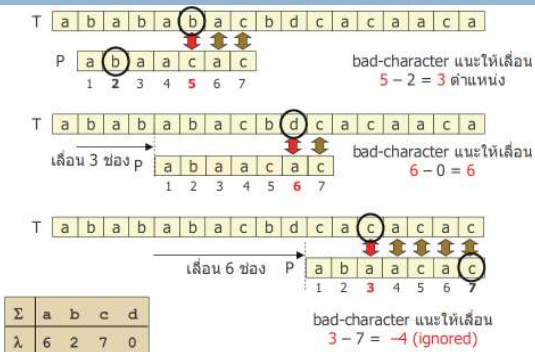 T a b a b a b a c b d c a c a a c a
P a b a a c a c
1 2 3 4 5 6 7
bad-character แนะให้เลื่อน
5 – 2 = 3 ตำแหน่ง
T a b a b a b a c b d c a c a a c a
เลื่อน 3 ช่อง P a b a a c a c
1 2 3 4 5 6 7
bad-character แนะให้เลื่อน
6 – 0 = 6
T a b a b a b a c b d c a c a c a c
เลื่อน 6 ช่อง P a b a a c a c
1 2 3 4 5 6 7
bad-character แนะให้เลื่อน
3 – 7 = –4 (ignored)
Σ a b c d
λ 6 2 7 0